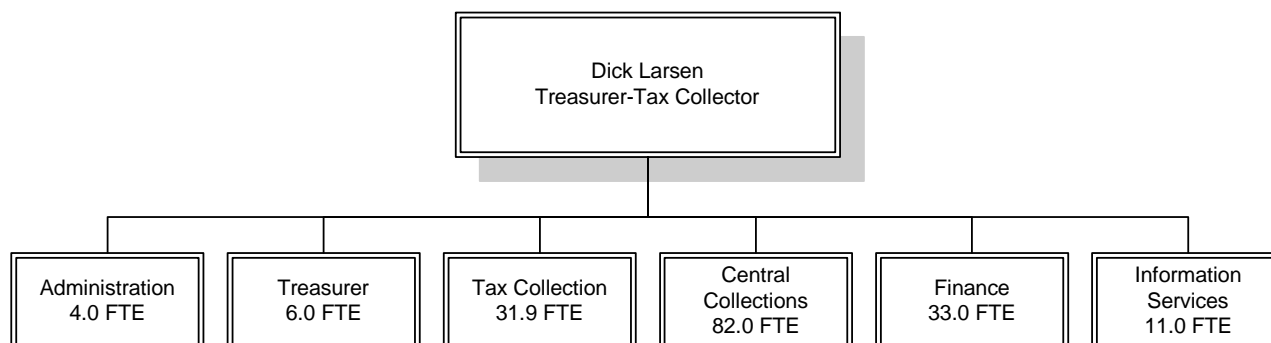 Dick Larsen
Treasurer-Tax Collector
Administration
4.0 FTE
Treasurer
6.0 FTE
Tax Collection
31.9 FTE
Central
Collections
82.0 FTE
Finance
33.0 FTE
Information
Services
11.0 FTE